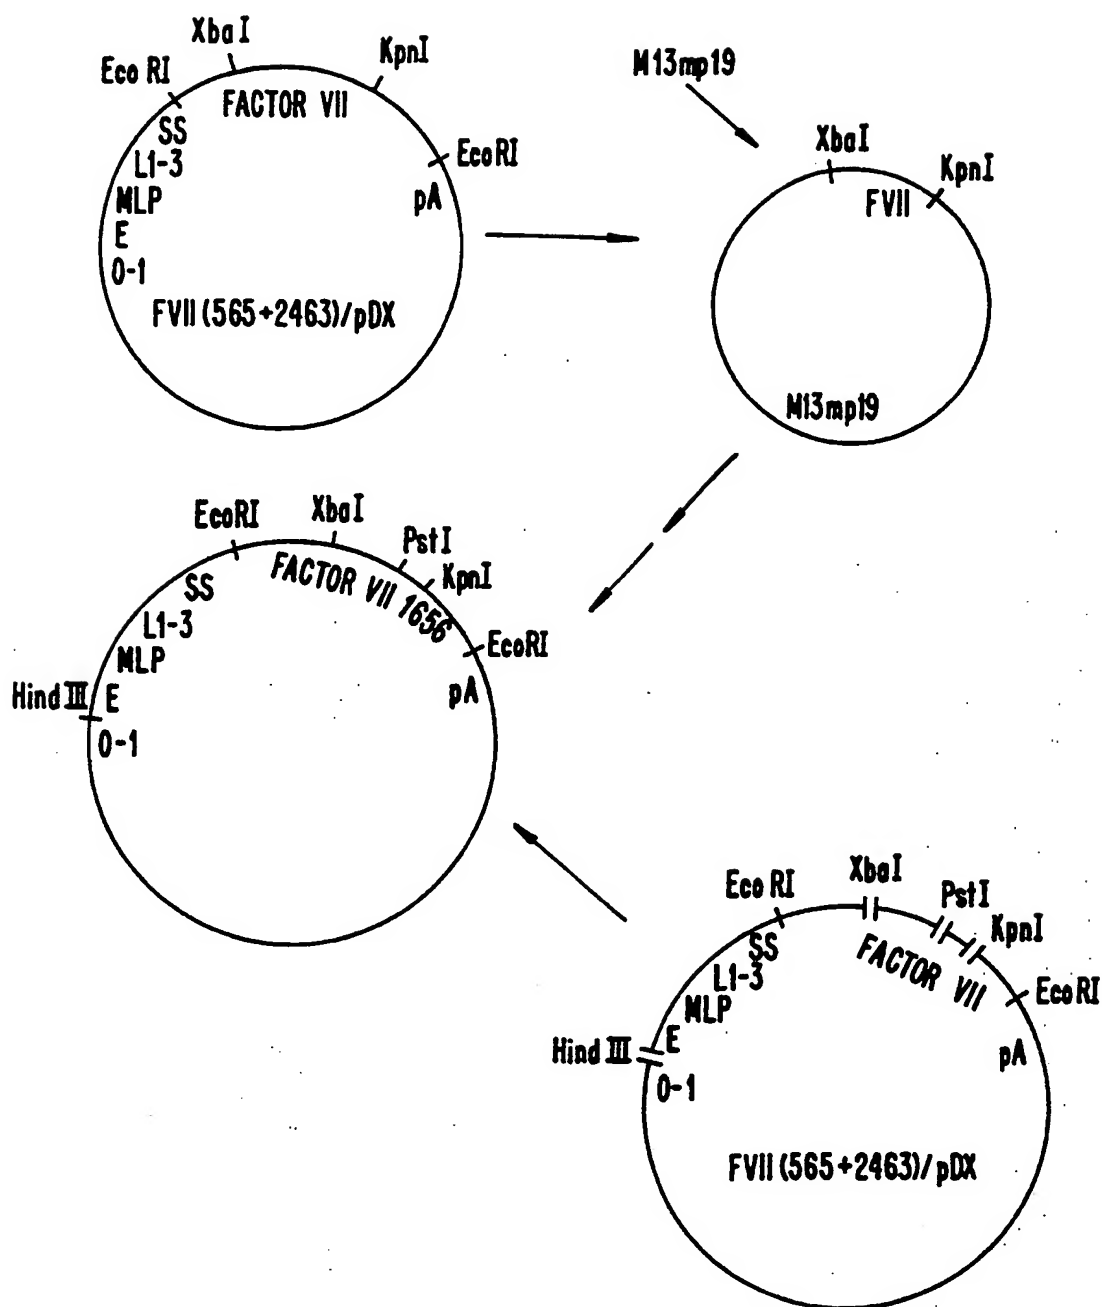 XbaI
Eco RI
KpnI
FACTOR VII
SS
L1-3
EcoRI
MLP
pA
E
0-1
FVII (565+2463)/pDX
M13mp19
XbaI
KpnI
FVII
M13mp19
EcoRI
XbaI
PstI
KpnI
FACTOR VII 1656
SS
L1-3
EcoRI
MLP
Hind III
E
pA
0-1
XbaI
Eco RI
PstI
KpnI
SS
FACTOR VII
L1-3
EcoRI
MLP
Hind III
E
pA
0-1
FVII (565+2463)/pDX